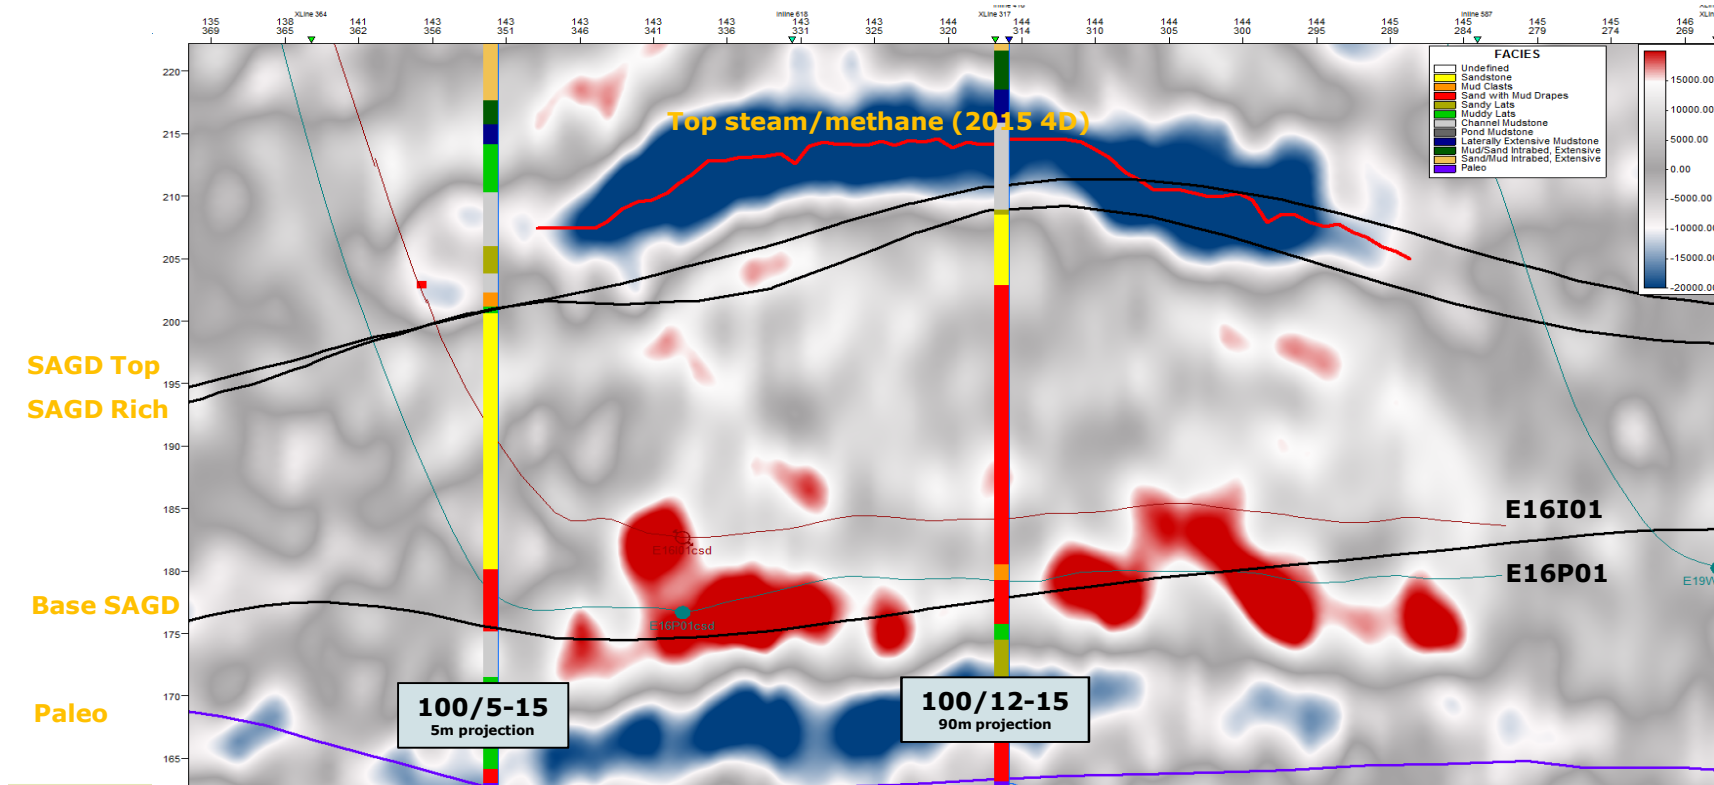 XLine 364 Inline 618 XLine 317 Inline 587
135 138 141 143 143 143 143 143 143 144 144 144 144 144 144 145 145 145 145 145 146
369 365 362 356 351 346 341 333 331 325 320 314 310 305 300 295 289 284 279 274 269
FACIES
Undefined
Sandstone
Mud Clasts
Sand with Mud Drapes
Sandy Lats
Muddy Lats
Channel Mudstone
Pond Mudstone
Laterally Extensive Mudstone
Mud/Sand Intrabed, Extensive
Sand/Mud Intrabed, Extensive
Paleo
15000.00
10000.00
5000.00
0.00
-5000.00
-10000.00
-15000.00
-20000.00
220
215
210
205
200
195
190
185
180
175
170
165
Top steam/methane (2015 4D)
SAGD Top
SAGD Rich
Base SAGD
Paleo
E16I01
E16P01
E16I01csd
E16P01csd
E19W
100/5-15
5m projection
100/12-15
90m projection